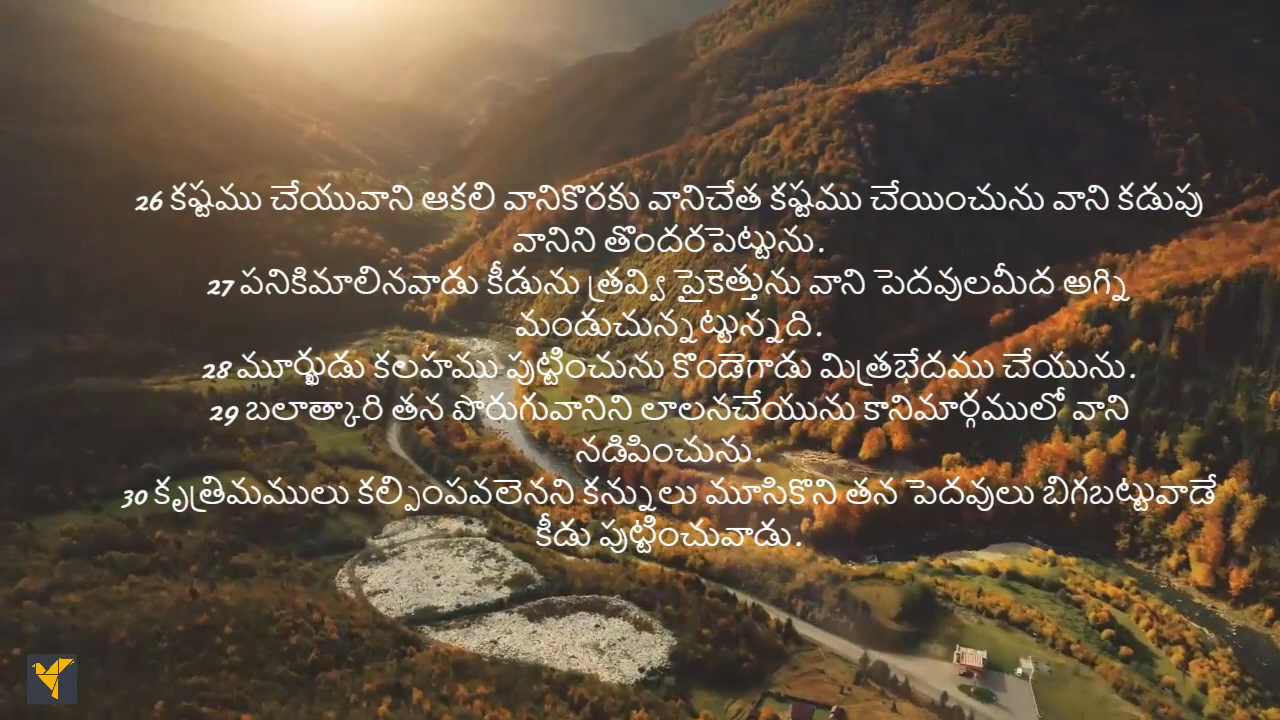 26 కష్టము చేయువాని ఆకలి వానికొరకు వానిచేత కష్టము చేయించును వాని కడుపు
వానిని తొందరపెట్టును.
27 పనికిమాలినవాడు కీడును త్రవ్వి పైకెత్తును వాని పెదవులమీద అగ్ని
మండుచున్నట్టున్నది.
28 మూర్ఖుడు కలహము పుట్టించును కొండెగాడు మిత్రభేదము చేయును.
29 బలాత్కారి తన పొరుగువానిని లాలనచేయును కానిమార్గములో వాని
నడిపించును.
30 కృత్రిమములు కల్పింపవలెనని కన్నులు మూసికొని తన పెదవులు బిగబట్టువాడే
కీడు పుట్టించువాడు.